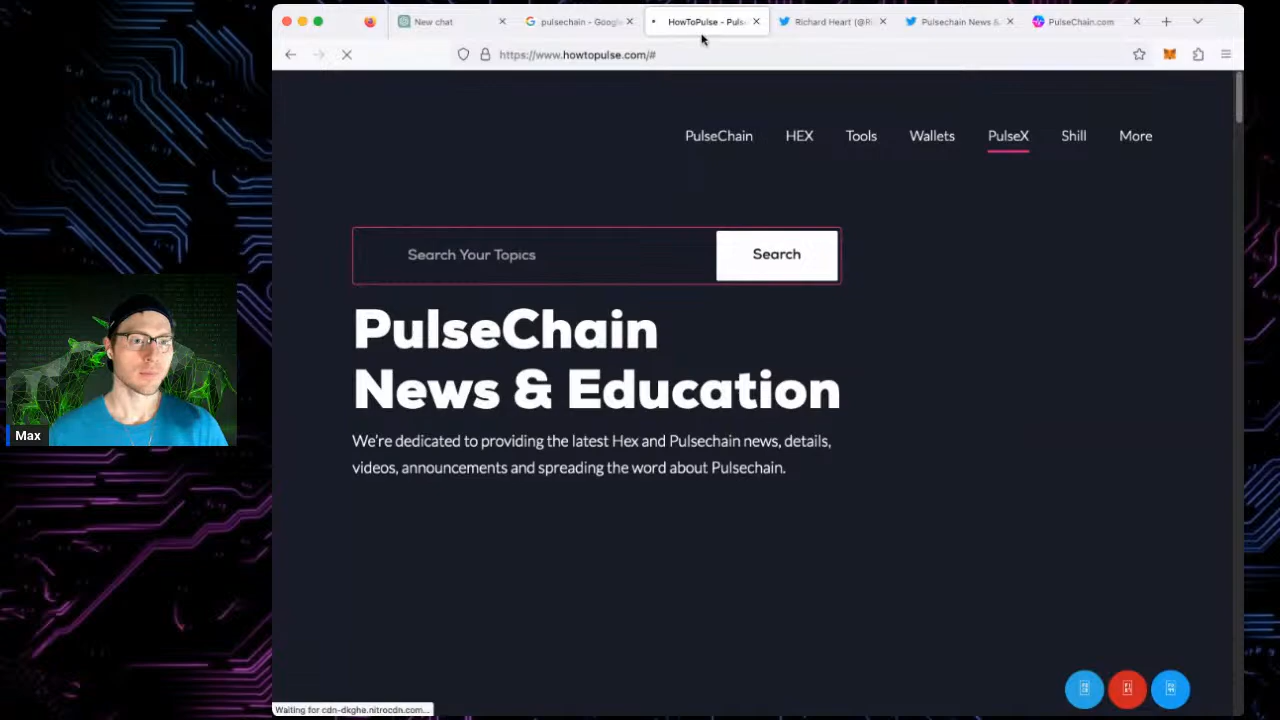 New chat
pulsechain - Google
HowToPulse - Puls
Richard Heart (@Ri
Pulsechain News &
PulseChain.com
https://www.howtopulse.com/#
PulseChain
HEX
Tools
Wallets
PulseX
Shill
More
Search Your Topics
Search
PulseChain
News & Education
We're dedicated to providing the latest Hex and Pulsechain news, details,
videos, announcements and spreading the word about Pulsechain.
Max
Waiting for cdn-dkghe.nitrocdn.com...